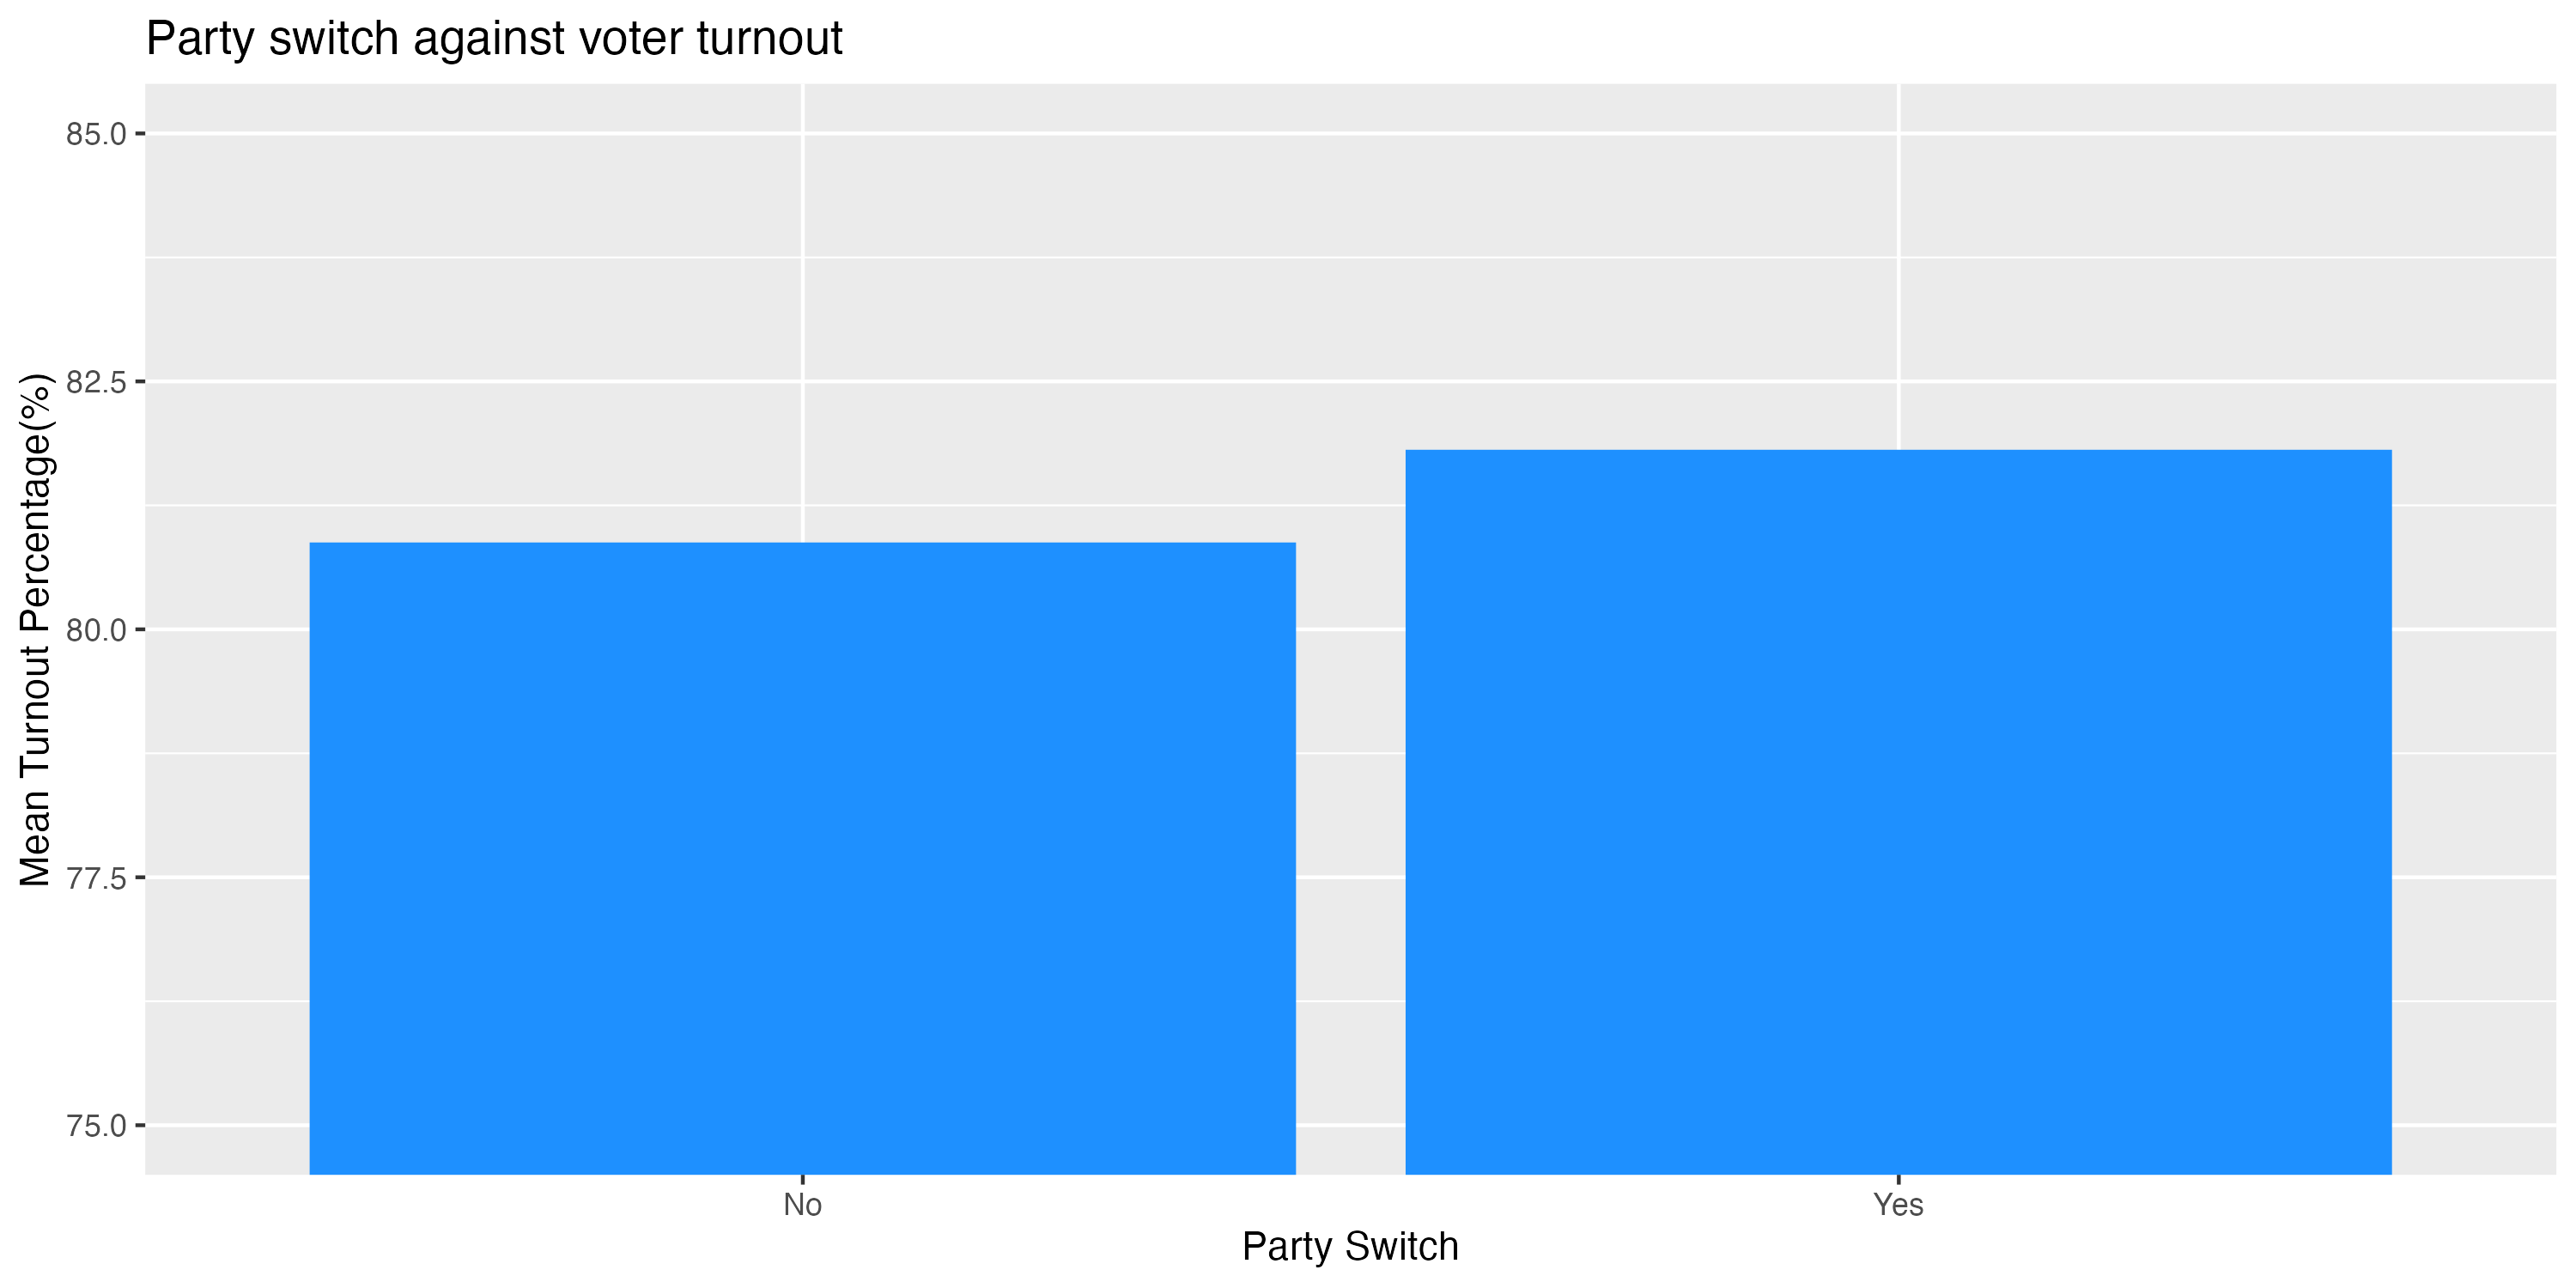 Party switch against voter turnout
Mean Turnout Percentage(%)
85.0
82.5
80.0
77.5
75.0
No
Yes
Party Switch